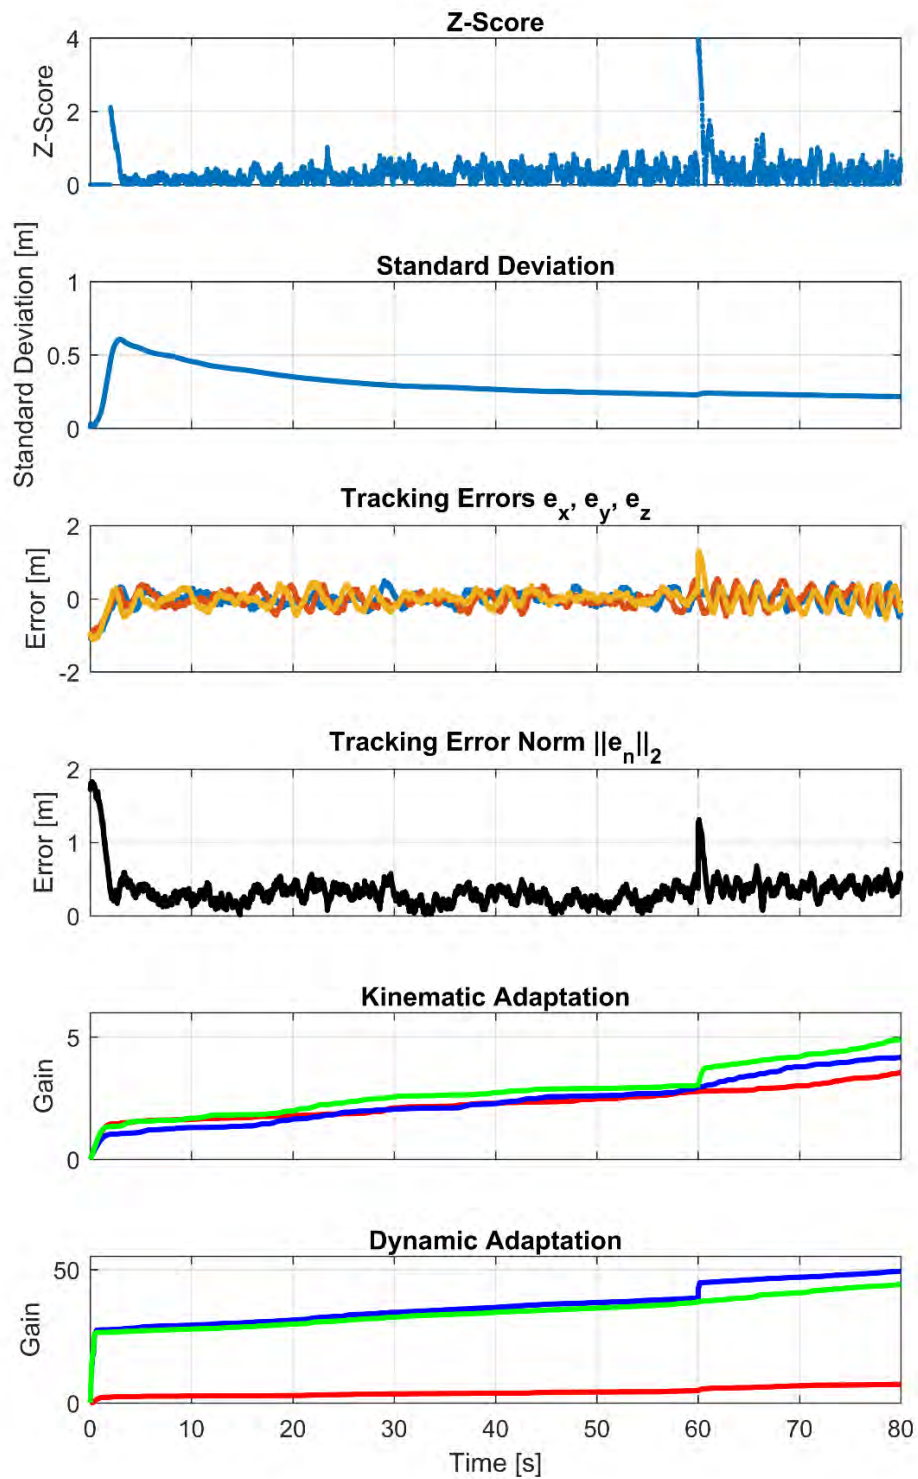 Z-Score
Z-Score
4
2
0
Standard Deviation
Standard Deviation [m]
1
0.5
0
Tracking Errors e_x, e_y, e_z
Error [m]
2
0
-2
Tracking Error Norm ||e_n||_2
Error [m]
2
1
0
Kinematic Adaptation
Gain
5
0
Dynamic Adaptation
Gain
50
0
0 10 20 30 40 50 60 70 80
Time [s]